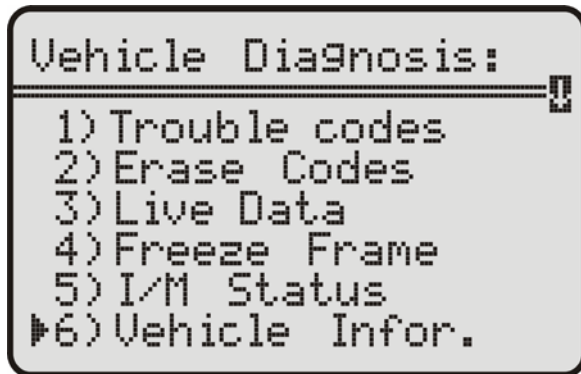 Vehicle Diagnosis:
1) Trouble codes
2) Erase Codes
3) Live Data
4) Freeze Frame
5) I/M Status
6) Vehicle Infor.